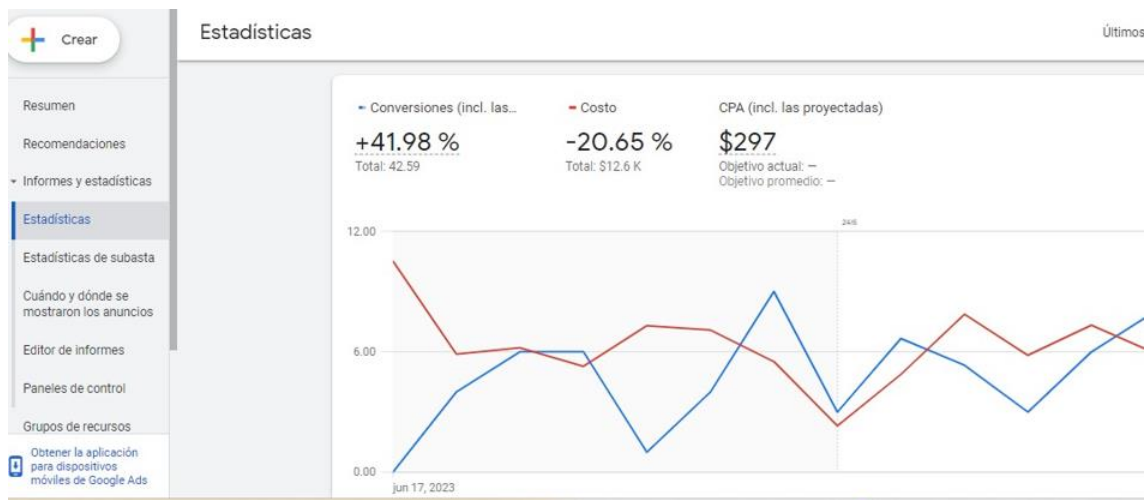 Crear
Estadísticas
Últimos
Resumen
Recomendaciones
Informes y estadísticas
Estadísticas
Estadísticas de subasta
Cuándo y dónde se
mostraron los anuncios
Editor de informes
Paneles de control
Grupos de recursos
Obtener la aplicación
para dispositivos
móviles de Google Ads
Conversiones (incl. las...
+41.98 %
Total: 42.59
Costo
-20.65 %
Total: $12.6 K
CPA (incl. las proyectadas)
$297
Objetivo actual: —
Objetivo promedio: —
24/6
12.00
6.00
0.00
jun 17, 2023